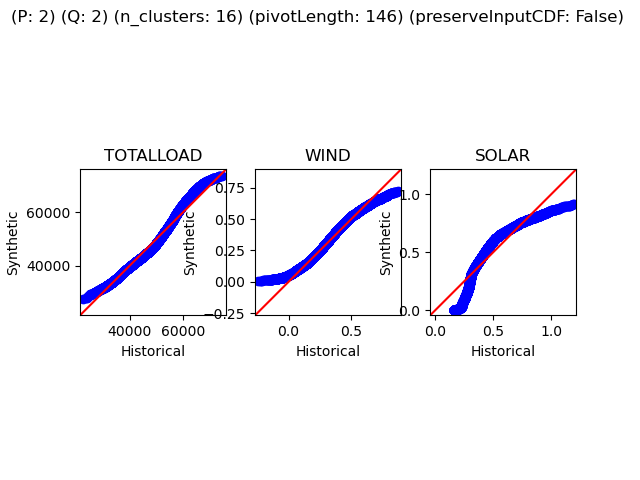 (P: 2) (Q: 2) (n_clusters: 16) (pivotLength: 146) (preserveInputCDF: False)
TOTALLOAD
Synthetic
60000
40000
40000 60000
Historical
WIND
Synthetic
0.75
0.50
0.25
0.00
−0.25
0.0 0.5
Historical
SOLAR
Synthetic
1.0
0.5
0.0
0.0 0.5 1.0
Historical